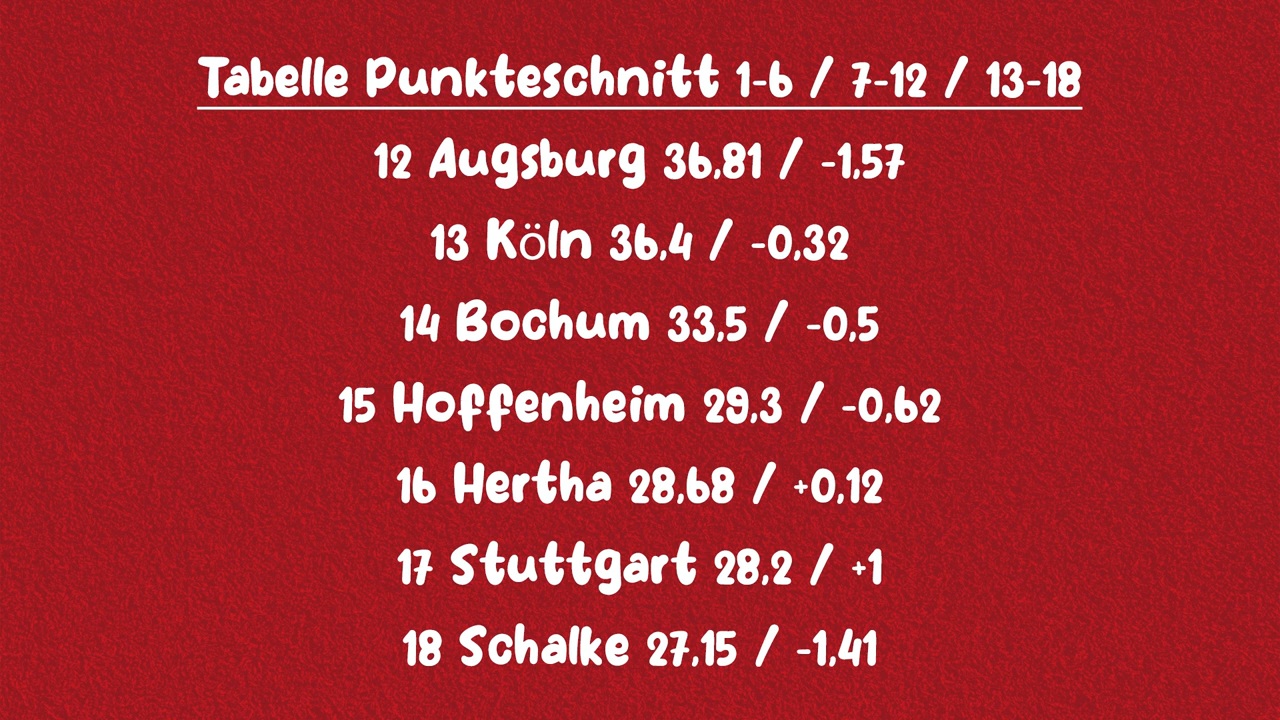 Tabelle Punkteschnitt 1-6 / 7-12 / 13-18
12 Augsburg 36,81 / -1,57
13 Köln 36,4 / -0,32
14 Bochum 33,5 / -0,5
15 Hoffenheim 29,3 / -0,62
16 Hertha 28,68 / +0,12
17 Stuttgart 28,2 / +1
18 Schalke 27,15 / -1,41